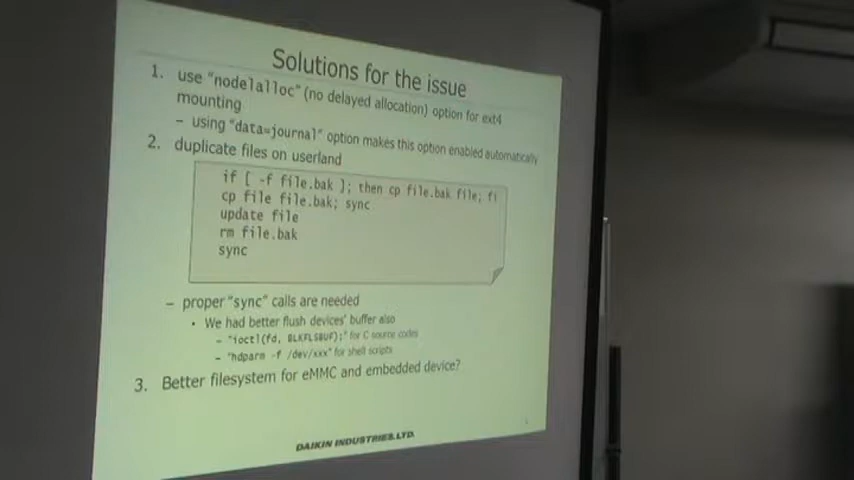 Solutions for the issue
1. use "nodelalloc" (no delayed allocation) option for ext4
mounting
– using "data=journal" option makes this option enabled automatically
2. duplicate files on userland
if [ -f file.bak ]; then cp file.bak file; fi
cp file file.bak; sync
update file
rm file.bak
sync
– proper "sync" calls are needed
• We had better flush devices' buffer also
– "ioctl(fd, BLKFLSBUF);" for C source codes
– "hdparm -f /dev/xxx" for shell scripts
3. Better filesystem for eMMC and embedded device?
DAIKIN INDUSTRIES, LTD.